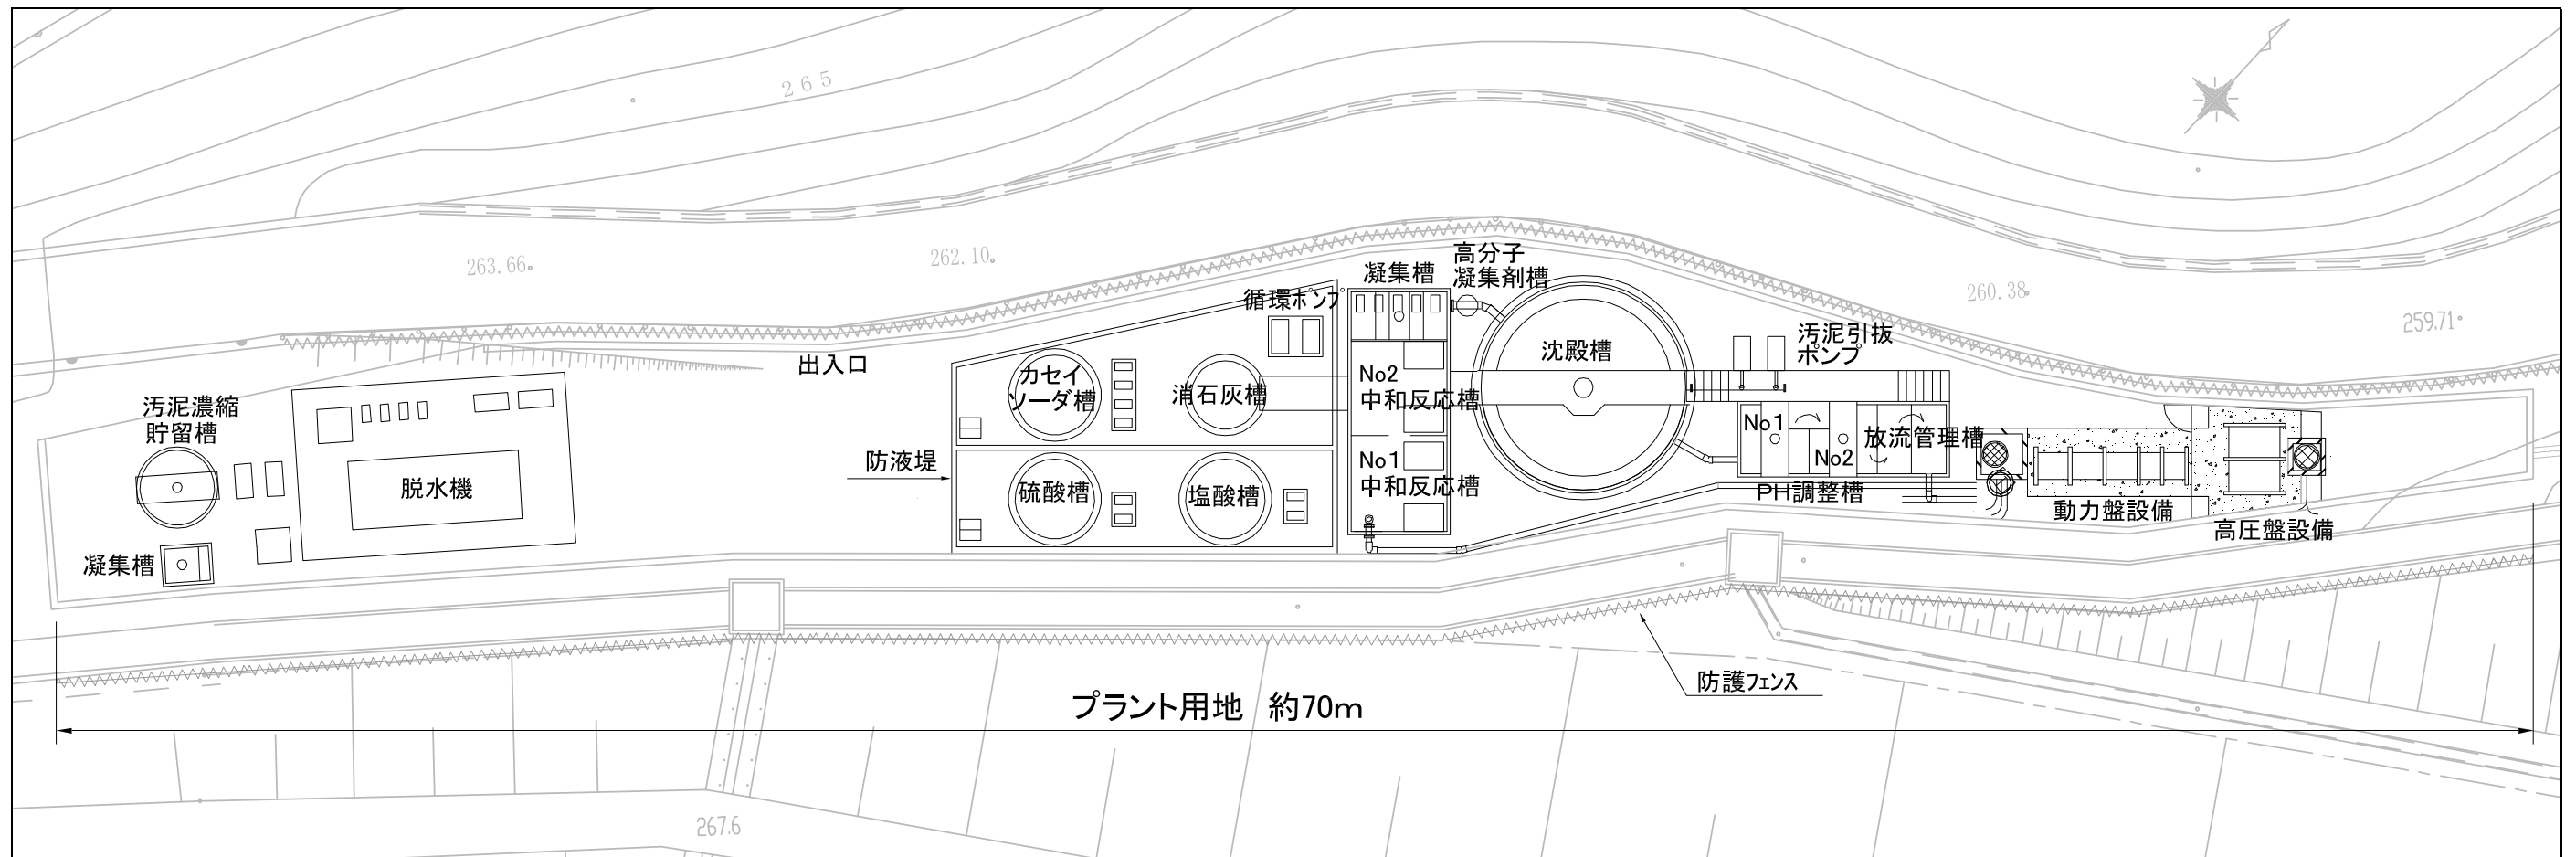 265
263.66
262.10
260.38
259.71
高分子
凝集剤槽
凝集槽
循環ポンプ
出入口
カセイ
ソーダ槽
消石灰槽
No2
中和反応槽
沈殿槽
汚泥引抜
ポンプ
汚泥濃縮
貯留槽
脱水機
防液堤
硫酸槽
塩酸槽
No1
中和反応槽
No1
No2
放流管理槽
PH調整槽
動力盤設備
高圧盤設備
凝集槽
防護フェンス
プラント用地 約70m
267.6